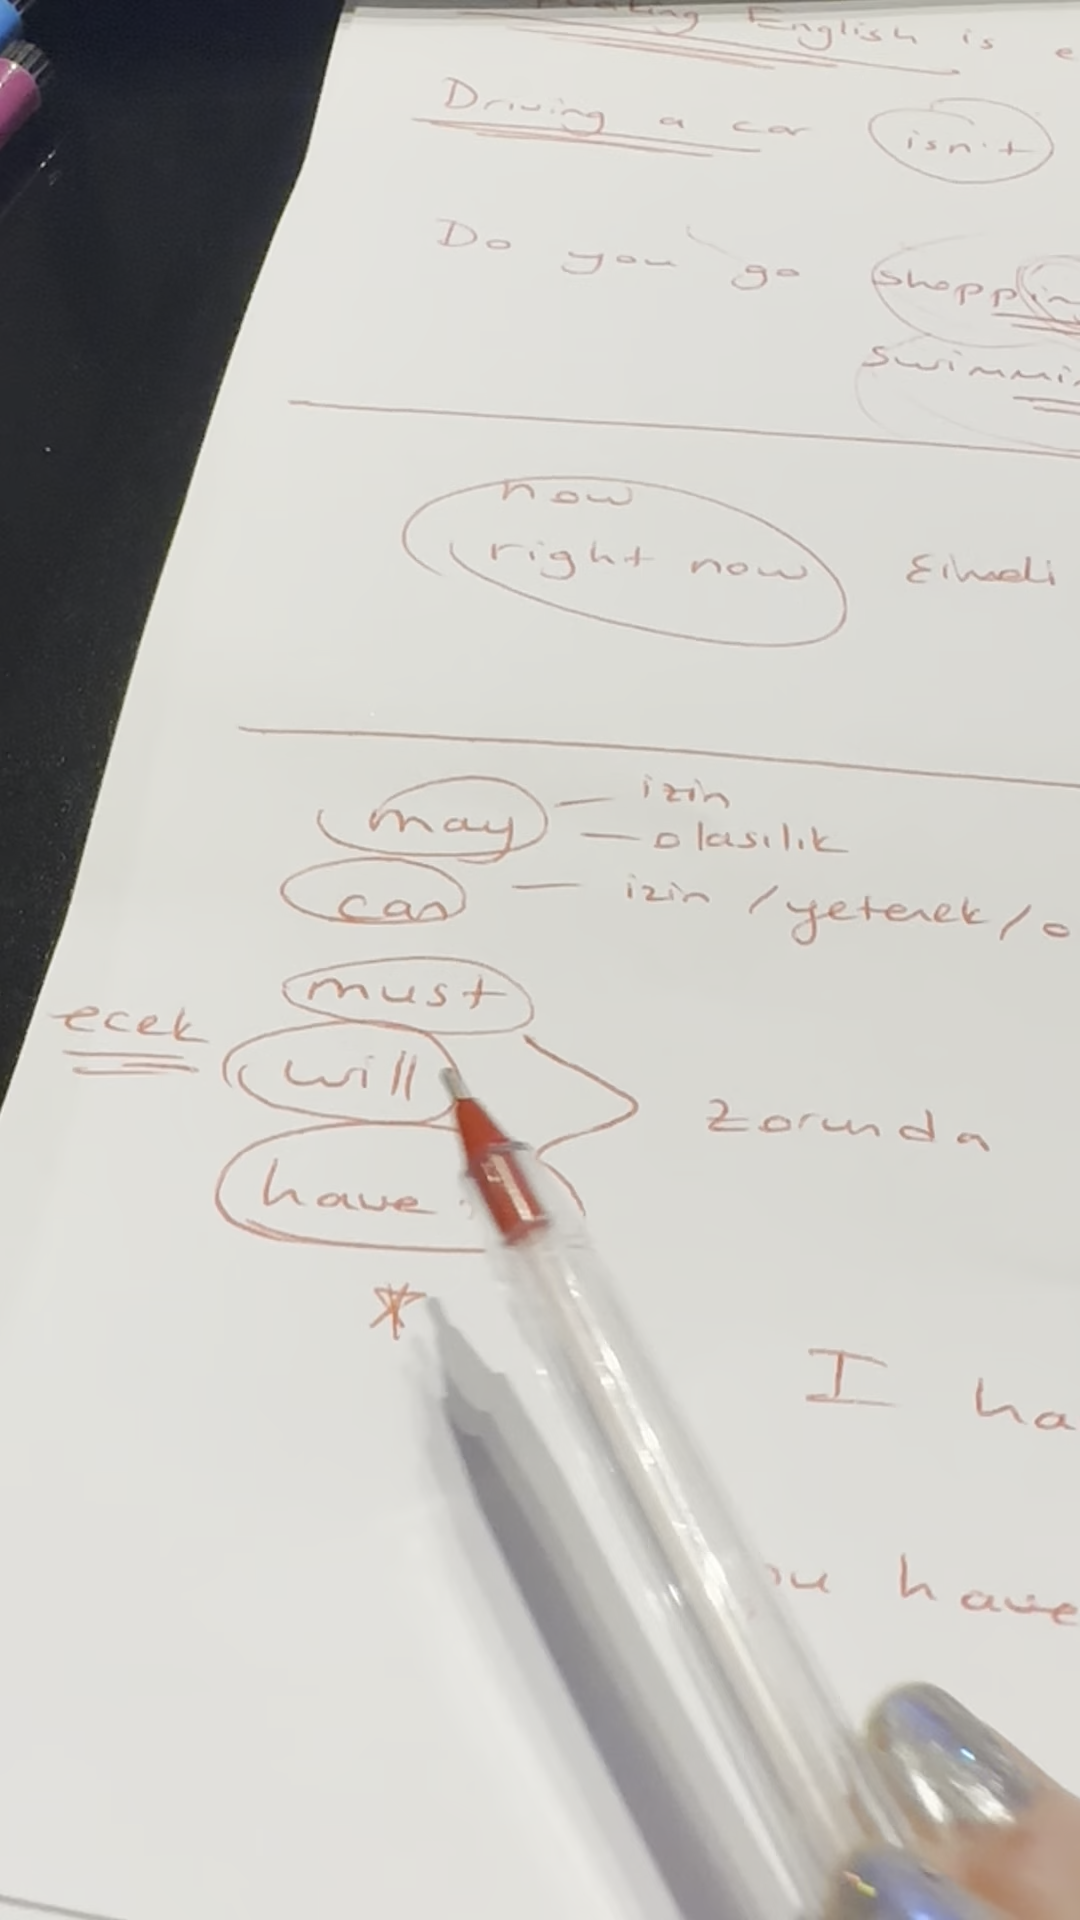 English is
Driving a car isn't
Do you go shopping
swimmi
now
right now
may — izin
— olasılık
can — izin / yetenek / o
must
ecek will
zorunda
have
*
I ha
have